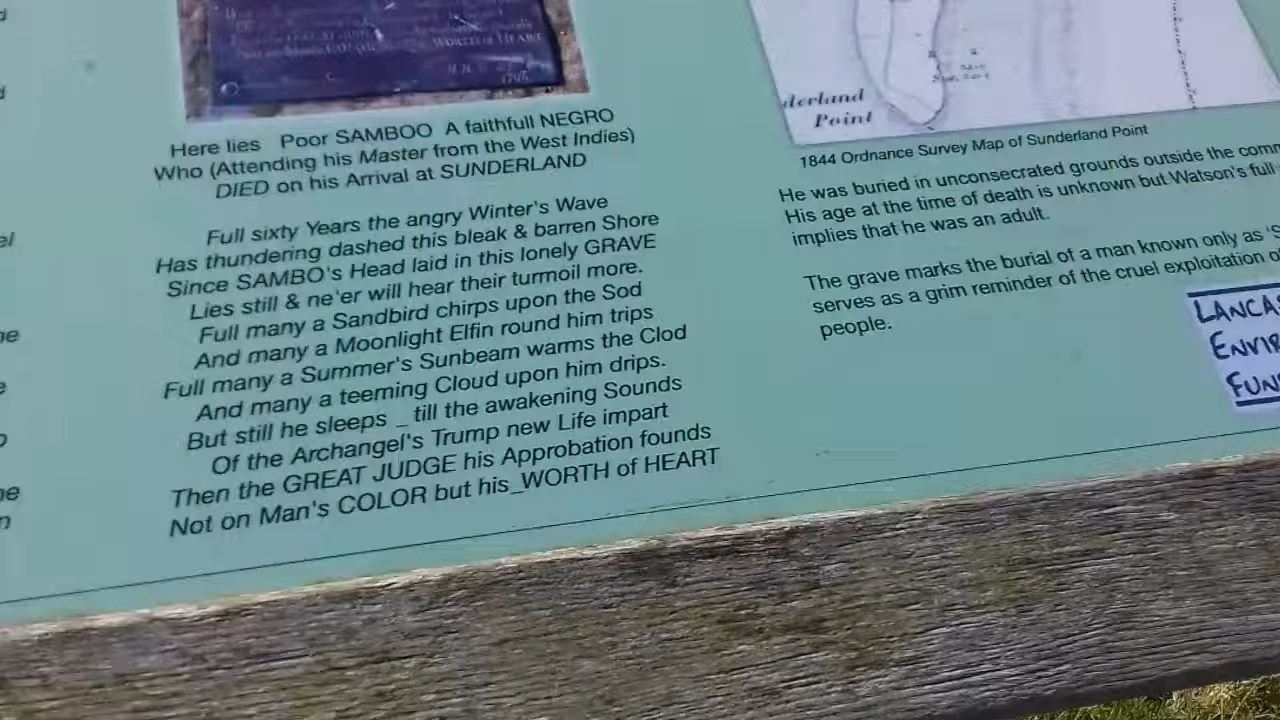 WORTH of HEART
Here lies Poor SAMBOO A faithfull NEGRO
Who (Attending his Master from the West Indies)
DIED on his Arrival at SUNDERLAND
Full sixty Years the angry Winter's Wave
Has thundering dashed this bleak & barren Shore
Since SAMBO's Head laid in this lonely GRAVE
Lies still & ne'er will hear their turmoil more.
Full many a Sandbird chirps upon the Sod
And many a Moonlight Elfin round him trips
Full many a Summer's Sunbeam warms the Clod
And many a teeming Cloud upon him drips.
But still he sleeps _ till the awakening Sounds
Of the Archangel's Trump new Life impart
Then the GREAT JUDGE his Approbation founds
Not on Man's COLOR but his_WORTH of HEART
derland
Point
1844 Ordnance Survey Map of Sunderland Point
He was buried in unconsecrated grounds outside the com
His age at the time of death is unknown but Watson's full
implies that he was an adult.
The grave marks the burial of a man known only as 'S
serves as a grim reminder of the cruel exploitation o
people.
LANCA
ENVIR
FUN